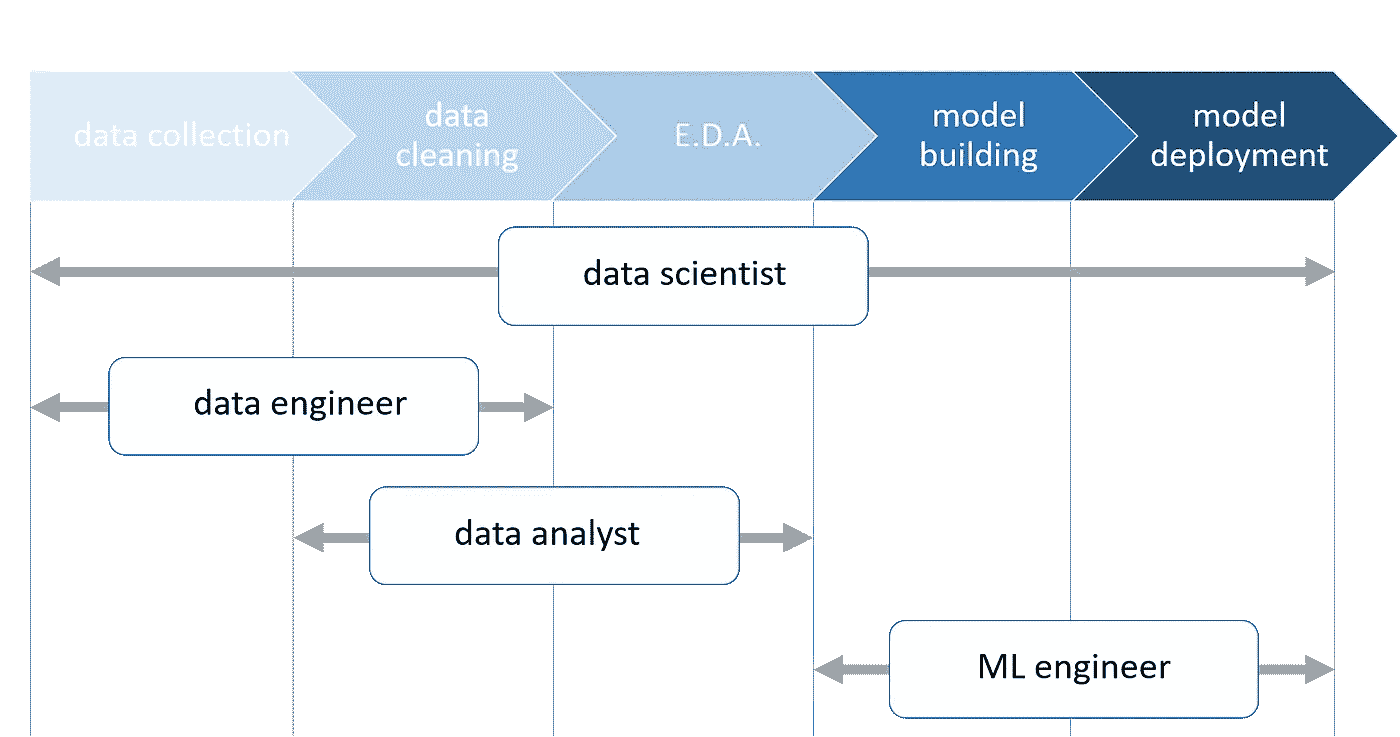 data collection
data
cleaning
E.D.A.
model
building
model
deployment
data scientist
data engineer
data analyst
ML engineer